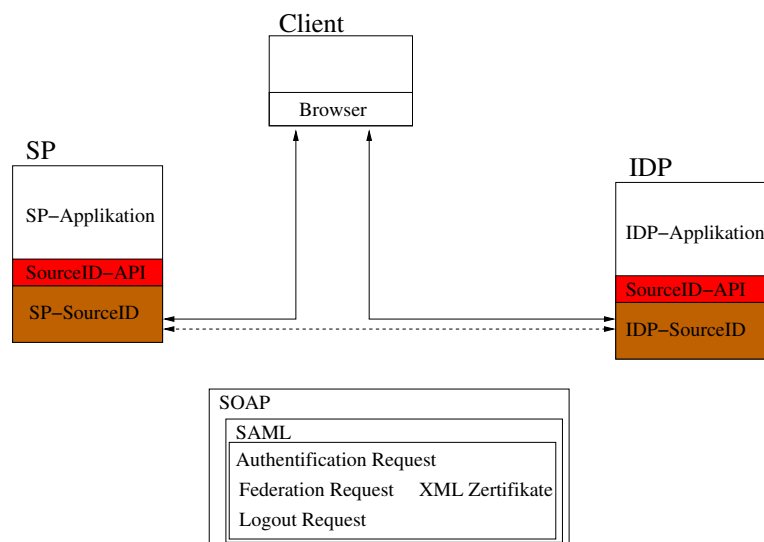 Client
Browser
SP
SP−Applikation
SourceID−API
SP−SourceID
IDP
IDP−Applikation
SourceID−API
IDP−SourceID
SOAP
SAML
Authentification Request
Federation Request XML Zertifikate
Logout Request